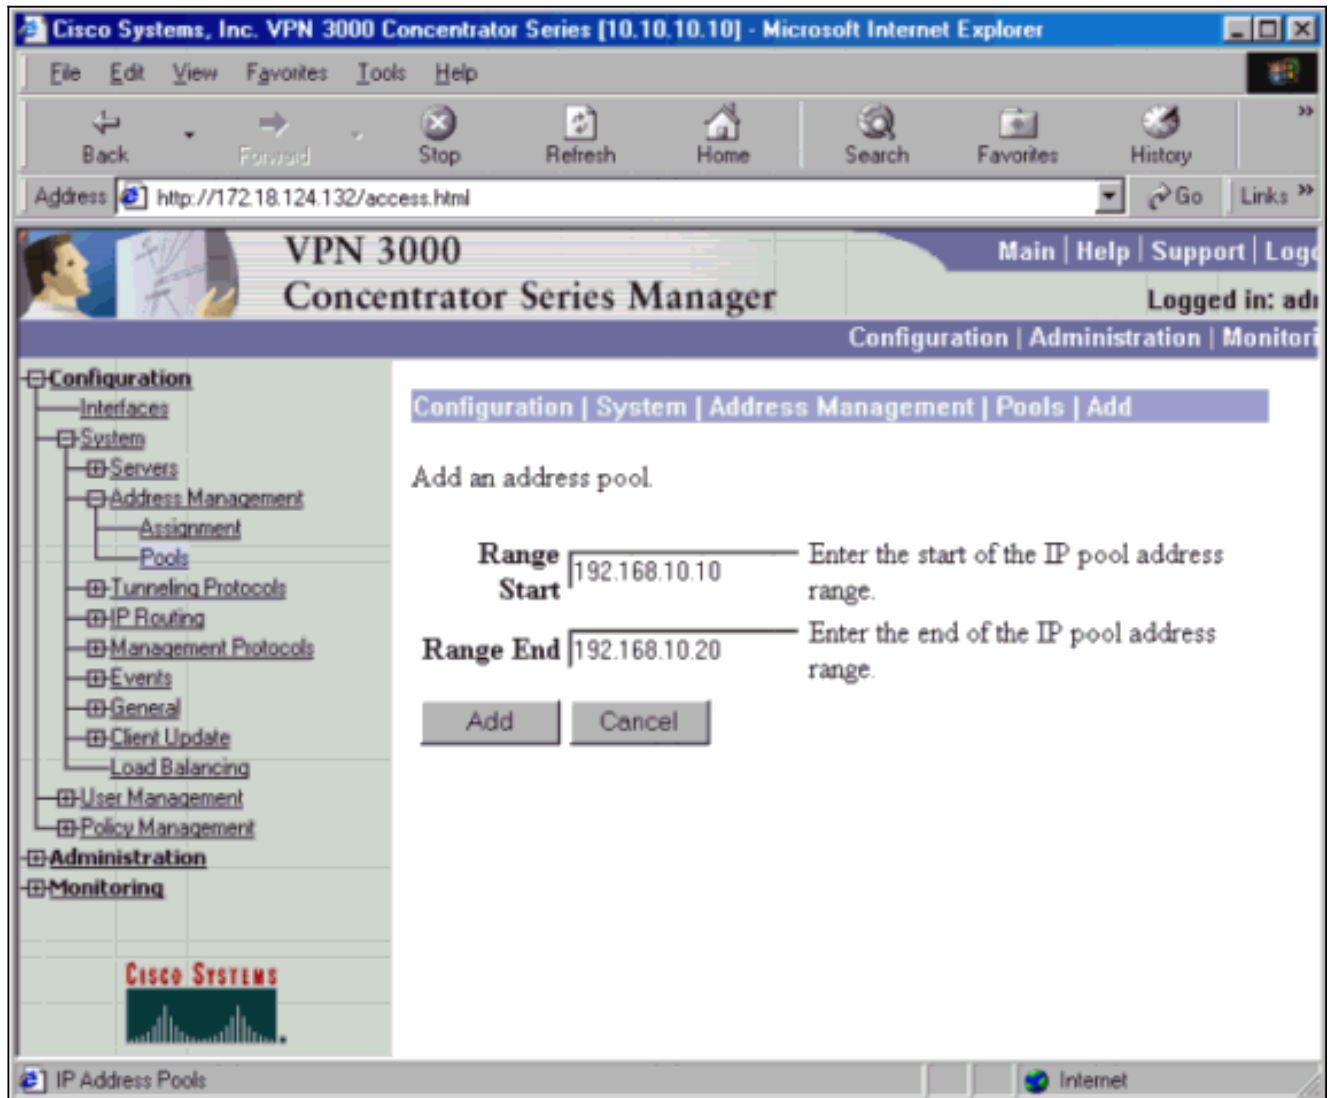 Cisco Systems, Inc. VPN 3000 Concentrator Series [10.10.10.10] - Microsoft Internet Explorer
File Edit View Favorites Tools Help
Back Forward Stop Refresh Home Search Favorites History »
Address http://172.18.124.132/access.html Go Links »
VPN 3000
Concentrator Series Manager
Main | Help | Support | Logo
Logged in: adm
Configuration | Administration | Monitori
Configuration
Interfaces
System
Servers
Address Management
Assignment
Pools
Tunneling Protocols
IP Routing
Management Protocols
Events
General
Client Update
Load Balancing
User Management
Policy Management
Administration
Monitoring
CISCO SYSTEMS
Configuration | System | Address Management | Pools | Add
Add an address pool.
Range Start 192.168.10.10 Enter the start of the IP pool address
range.
Range End 192.168.10.20 Enter the end of the IP pool address
range.
Add Cancel
IP Address Pools Internet